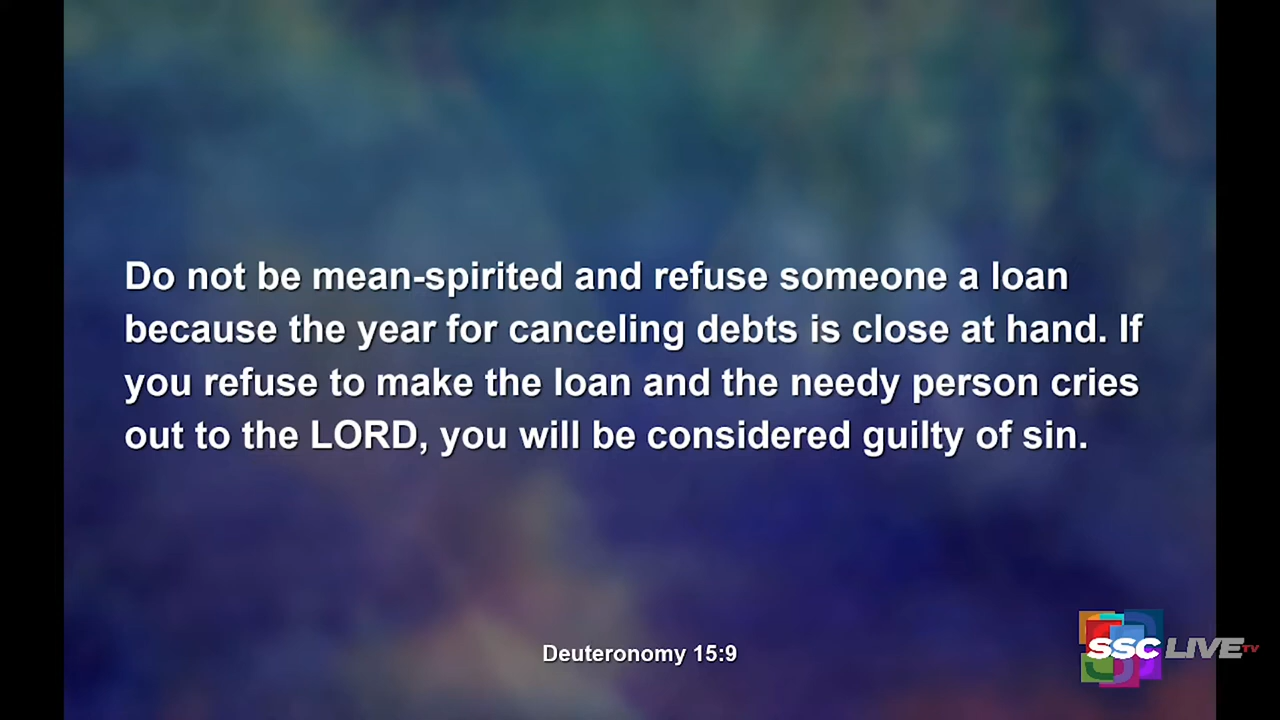 Do not be mean-spirited and refuse someone a loan
because the year for canceling debts is close at hand. If
you refuse to make the loan and the needy person cries
out to the LORD, you will be considered guilty of sin.
Deuteronomy 15:9
SSC LIVE TV